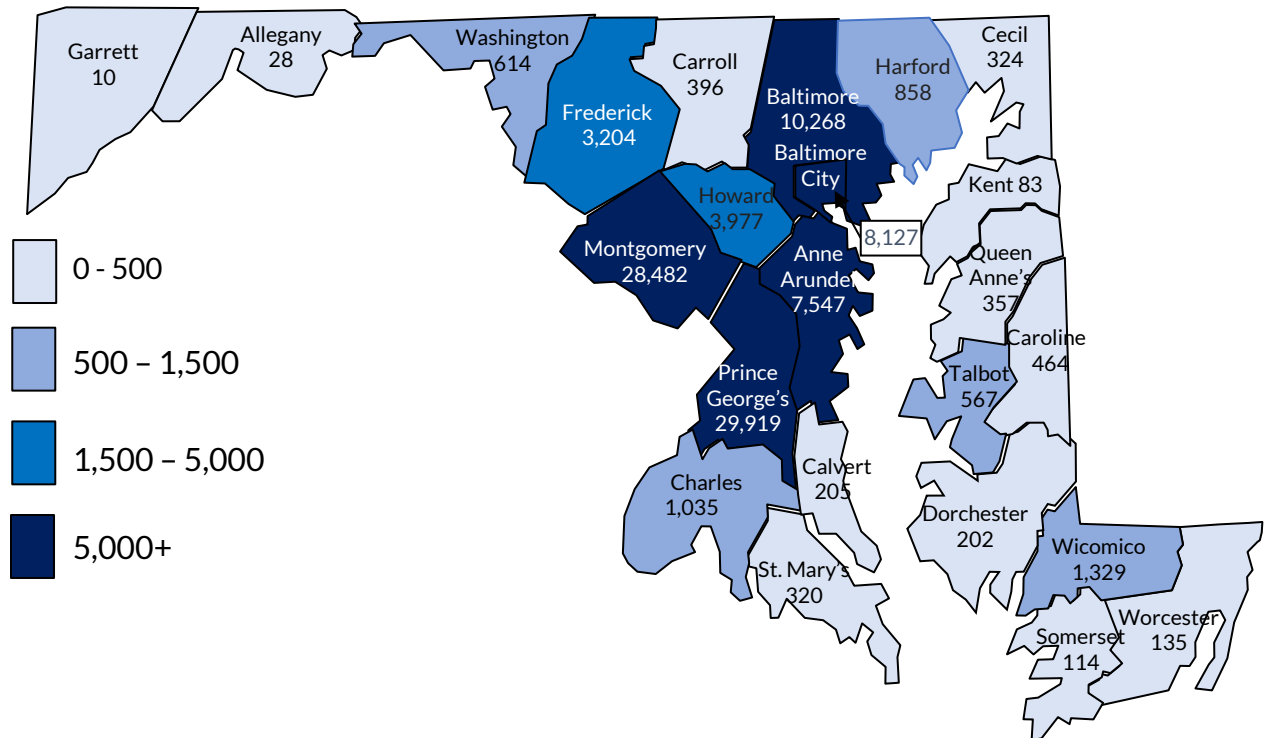 Garrett
10
Allegany
28
Washington
614
Frederick
3,204
Carroll
396
Baltimore
10,268
Baltimore
City
8,127
Harford
858
Cecil
324
Kent 83
Howard
3,977
Montgomery
28,482
Anne
Arundel
7,547
Queen
Anne's
357
Caroline
464
Talbot
567
Prince
George's
29,919
Charles
1,035
Calvert
205
St. Mary's
320
Dorchester
202
Wicomico
1,329
Somerset
114
Worcester
135
0 - 500
500 – 1,500
1,500 – 5,000
5,000+